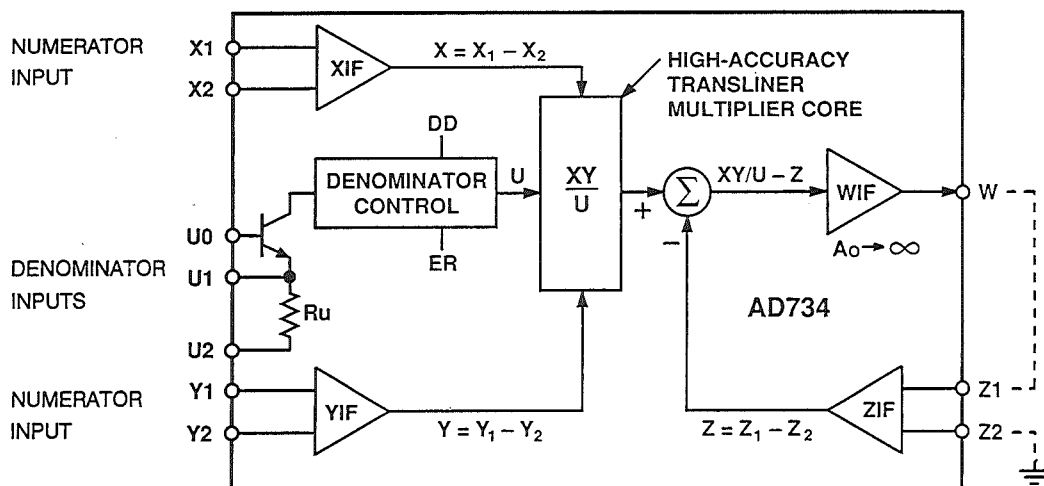 NUMERATOR
INPUT
X1
X2
XIF
X = X₁ – X₂
HIGH-ACCURACY
TRANSLINER
MULTIPLIER CORE
DD
DENOMINATOR
CONTROL
ER
U
XY
U
+
–
Σ
XY/U – Z
WIF
A₀ → ∞
W
DENOMINATOR
INPUTS
U0
U1
U2
Ru
AD734
NUMERATOR
INPUT
Y1
Y2
YIF
Y = Y₁ – Y₂
Z = Z₁ – Z₂
ZIF
Z1
Z2